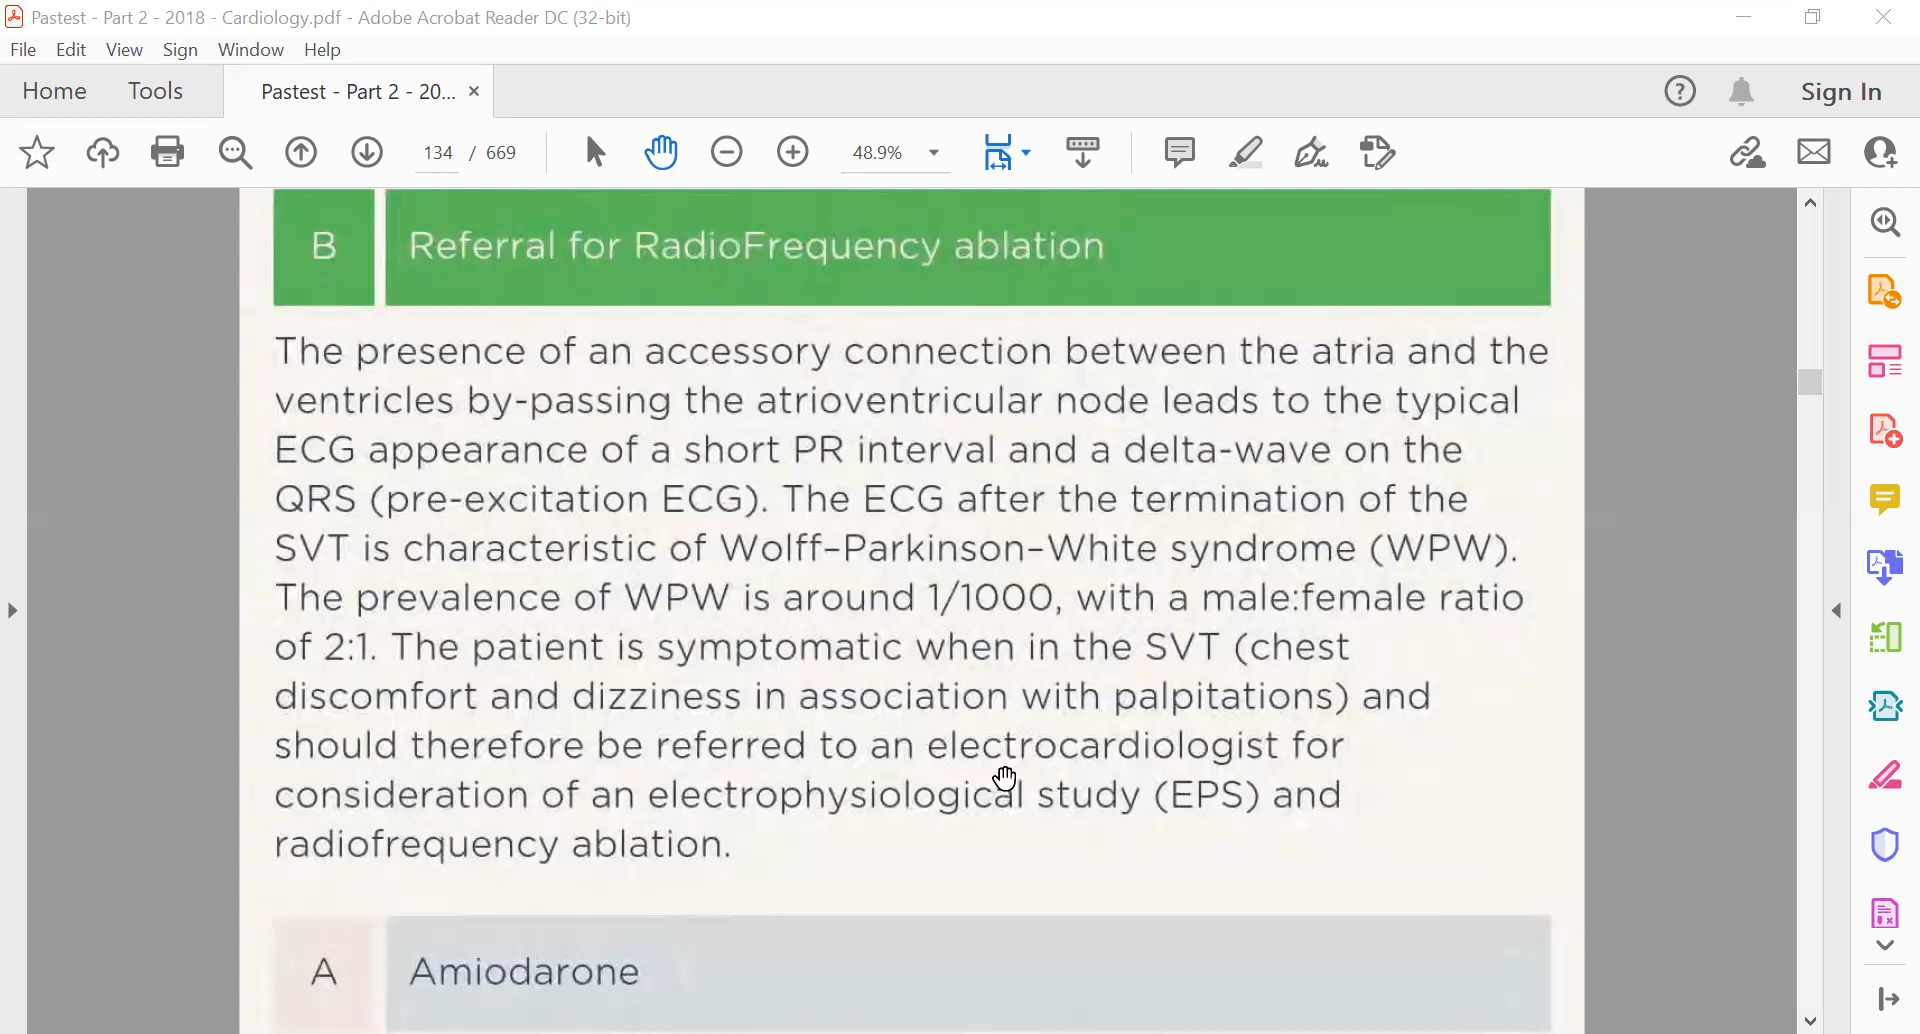 Pastest - Part 2 - 2018 - Cardiology.pdf - Adobe Acrobat Reader DC (32-bit)
File Edit View Sign Window Help
Home Tools Pastest - Part 2 - 20... × Sign In
134 / 669 48.9%
B Referral for RadioFrequency ablation
The presence of an accessory connection between the atria and the
ventricles by-passing the atrioventricular node leads to the typical
ECG appearance of a short PR interval and a delta-wave on the
QRS (pre-excitation ECG). The ECG after the termination of the
SVT is characteristic of Wolff–Parkinson–White syndrome (WPW).
The prevalence of WPW is around 1/1000, with a male:female ratio
of 2:1. The patient is symptomatic when in the SVT (chest
discomfort and dizziness in association with palpitations) and
should therefore be referred to an electrocardiologist for
consideration of an electrophysiological study (EPS) and
radiofrequency ablation.
A Amiodarone